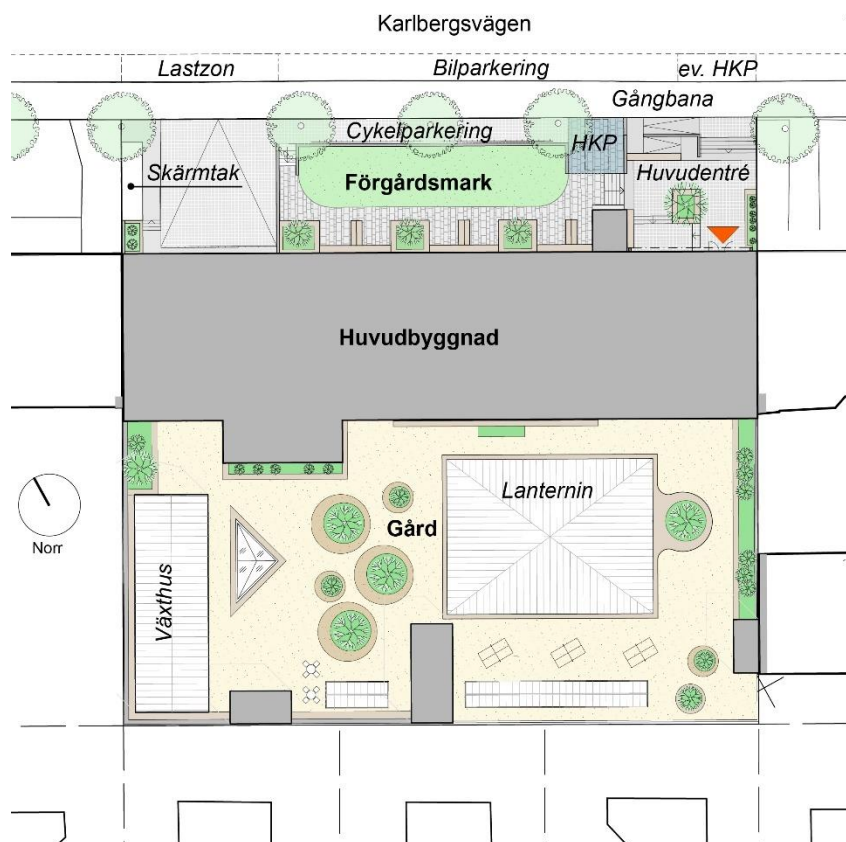 Karlbergsvägen
Lastzon
Bilparkering
ev. HKP
Gångbana
Cykelparkering
HKP
Skärmtak
Förgårdsmark
Huvudentré
Huvudbyggnad
Lanternin
Gård
Norr
Växthus